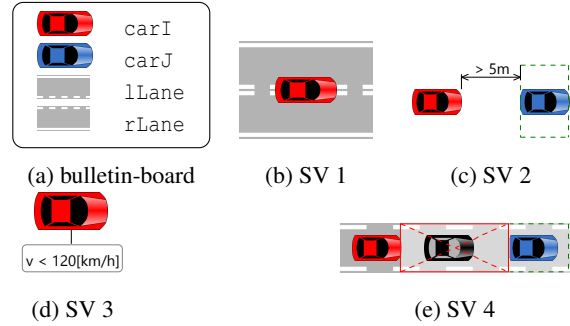 carI
carJ
lLane
rLane
(a) bulletin-board
(b) SV 1
> 5m
(c) SV 2
v < 120[km/h]
(d) SV 3
(e) SV 4